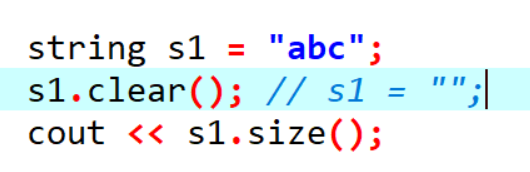 string s1 = "abc";
s1.clear(); // s1 = "";
cout << s1.size();